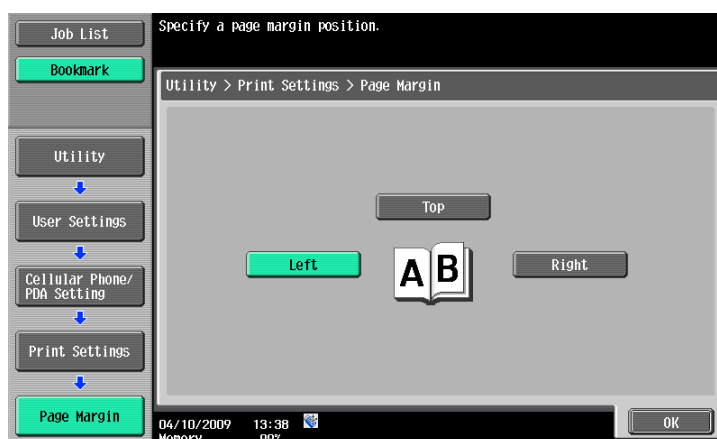 Job List
Bookmark
Utility
User Settings
Cellular Phone/
PDA Setting
Print Settings
Page Margin
Specify a page margin position.
Utility > Print Settings > Page Margin
Top
Left
A B
Right
04/10/2009 13:38
Memory
OK